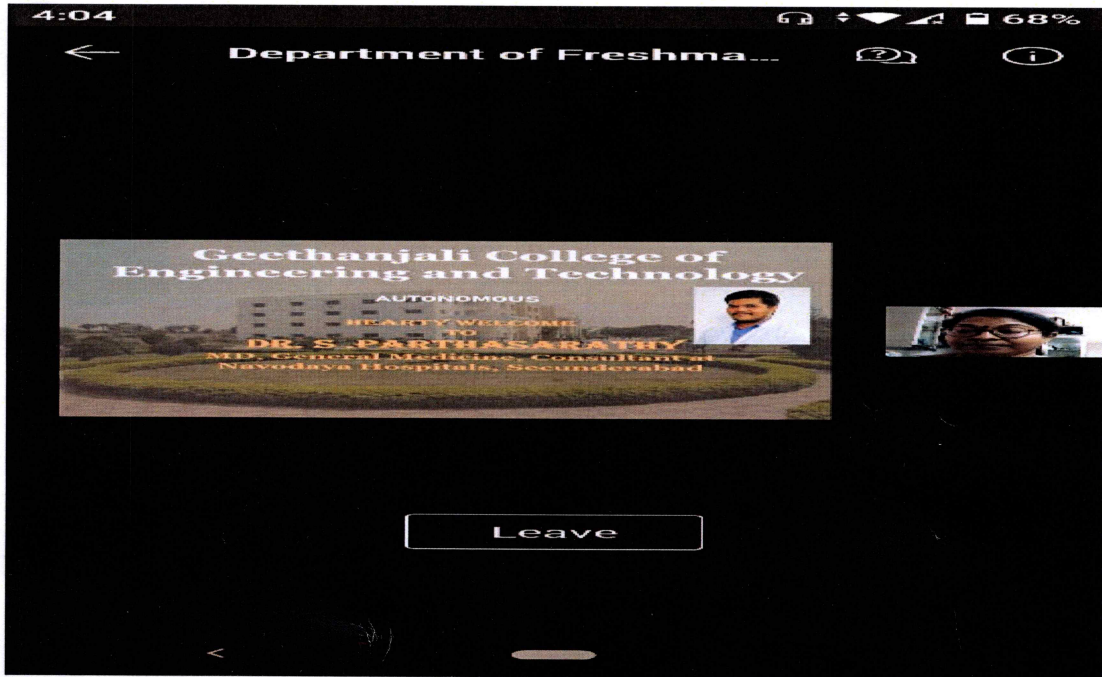 4:04
68%
Department of Freshma...
Geethanjali College of
Engineering and Technology
AUTONOMOUS
HEARTY WELCOME
TO
DR. S. PARTHASARATHY
MD, General Medicine, Consultant at
Navodaya Hospitals, Secunderabad
Leave